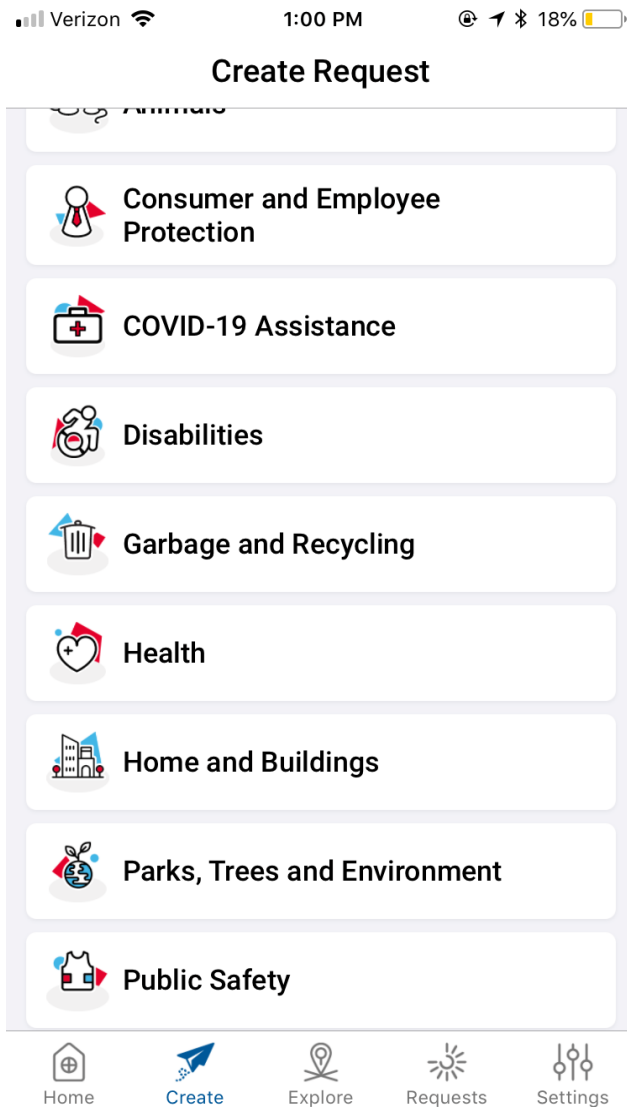 Verizon 1:00 PM 18%
Create Request
Animals
Consumer and Employee
Protection
COVID-19 Assistance
Disabilities
Garbage and Recycling
Health
Home and Buildings
Parks, Trees and Environment
Public Safety
Home Create Explore Requests Settings